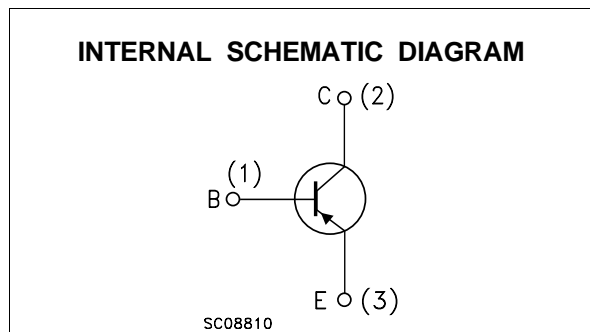 INTERNAL SCHEMATIC DIAGRAM
C (2)
(1)
B
E (3)
SC08810